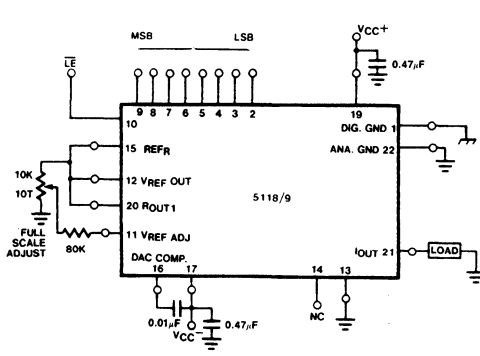 VCC+
MSB LSB
LE
0.47µF
9 8 7 6 5 4 3 2 19
10
DIG. GND 1
15 REFR
ANA. GND 22
10K
10T
12 VREF OUT
5118/9
20 ROUT1
FULL
SCALE
ADJUST
80K
11 VREF ADJ
IOUT 21
LOAD
DAC COMP.
16 17 14 13
0.01µF
0.47µF
VCC−
NC